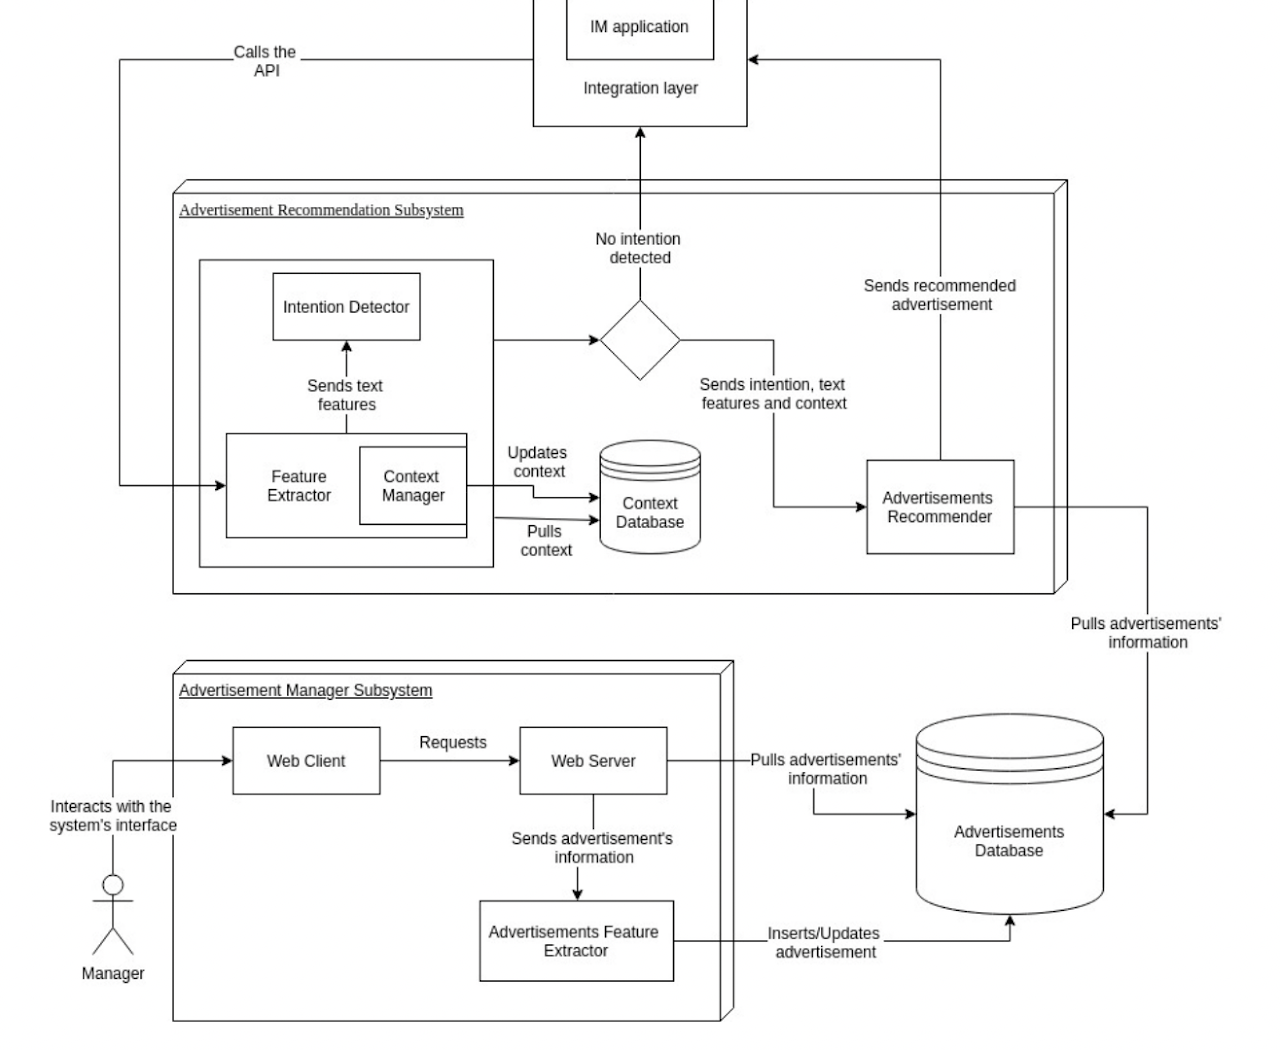 IM application
Integration layer
Calls the
API
Advertisement Recommendation Subsystem
No intention
detected
Sends recommended
advertisement
Intention Detector
Sends text
features
Sends intention, text
features and context
Feature
Extractor
Context
Manager
Updates
context
Pulls
context
Context
Database
Advertisements
Recommender
Pulls advertisements'
information
Advertisement Manager Subsystem
Web Client
Requests
Web Server
Pulls advertisements'
information
Interacts with the
system's interface
Sends advertisement's
information
Advertisements
Database
Advertisements Feature
Extractor
Inserts/Updates
advertisement
Manager